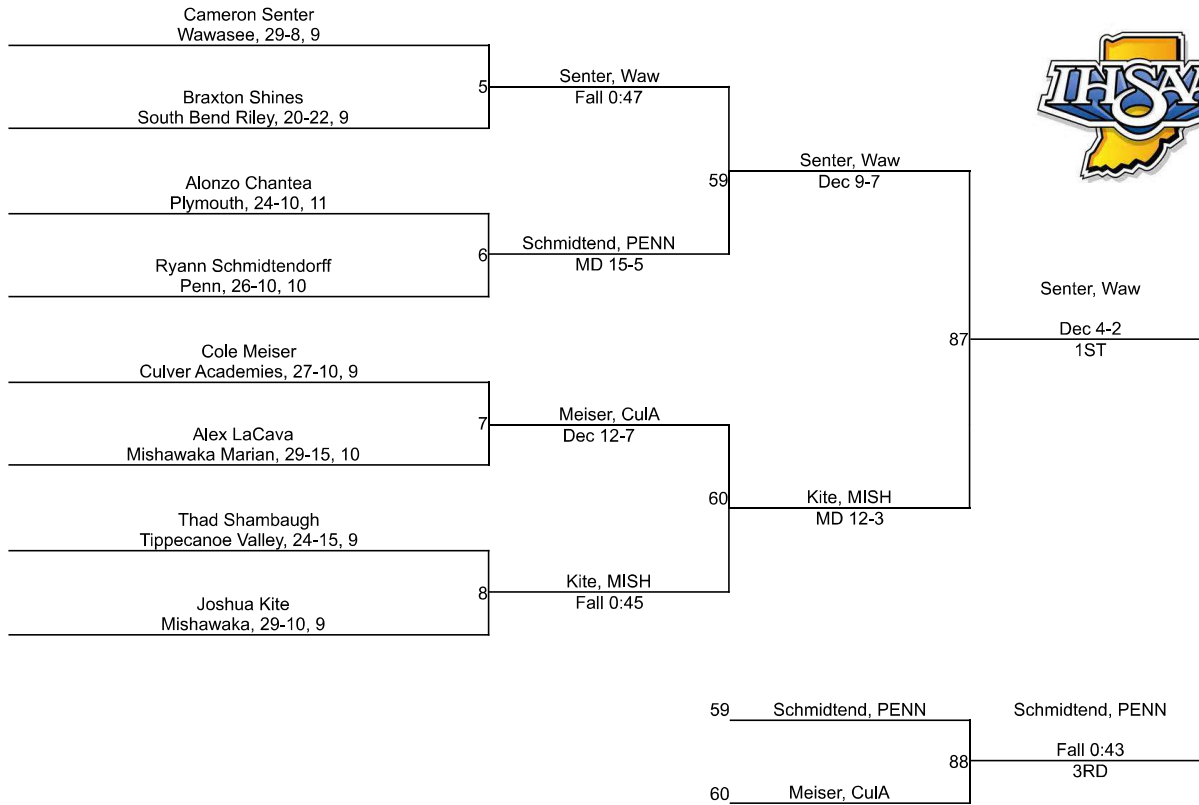 Cameron Senter
Wawasee, 29-8, 9
Braxton Shines
South Bend Riley, 20-22, 9
5
Senter, Waw
Fall 0:47
Alonzo Chantea
Plymouth, 24-10, 11
Ryann Schmidtendorff
Penn, 26-10, 10
6
Schmidtend, PENN
MD 15-5
59
Senter, Waw
Dec 9-7
Cole Meiser
Culver Academies, 27-10, 9
Alex LaCava
Mishawaka Marian, 29-15, 10
7
Meiser, CulA
Dec 12-7
Thad Shambaugh
Tippecanoe Valley, 24-15, 9
Joshua Kite
Mishawaka, 29-10, 9
8
Kite, MISH
Fall 0:45
60
Kite, MISH
MD 12-3
87
Senter, Waw
Dec 4-2
1ST
IHSAA
59
Schmidtend, PENN
60
Meiser, CulA
88
Schmidtend, PENN
Fall 0:43
3RD